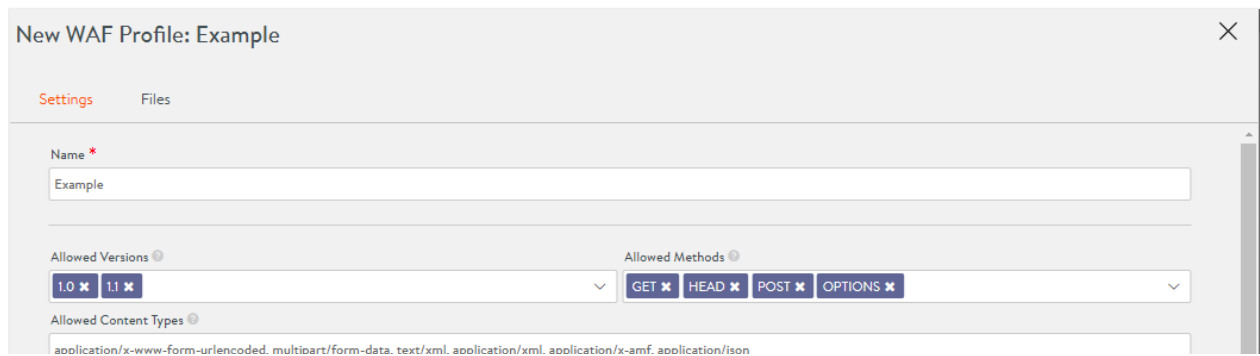 New WAF Profile: Example
Settings Files
Name *
Example
Allowed Versions Allowed Methods
1.0 1.1 GET HEAD POST OPTIONS
Allowed Content Types
application/x-www-form-urlencoded, multipart/form-data, text/xml, application/xml, application/x-amf, application/json